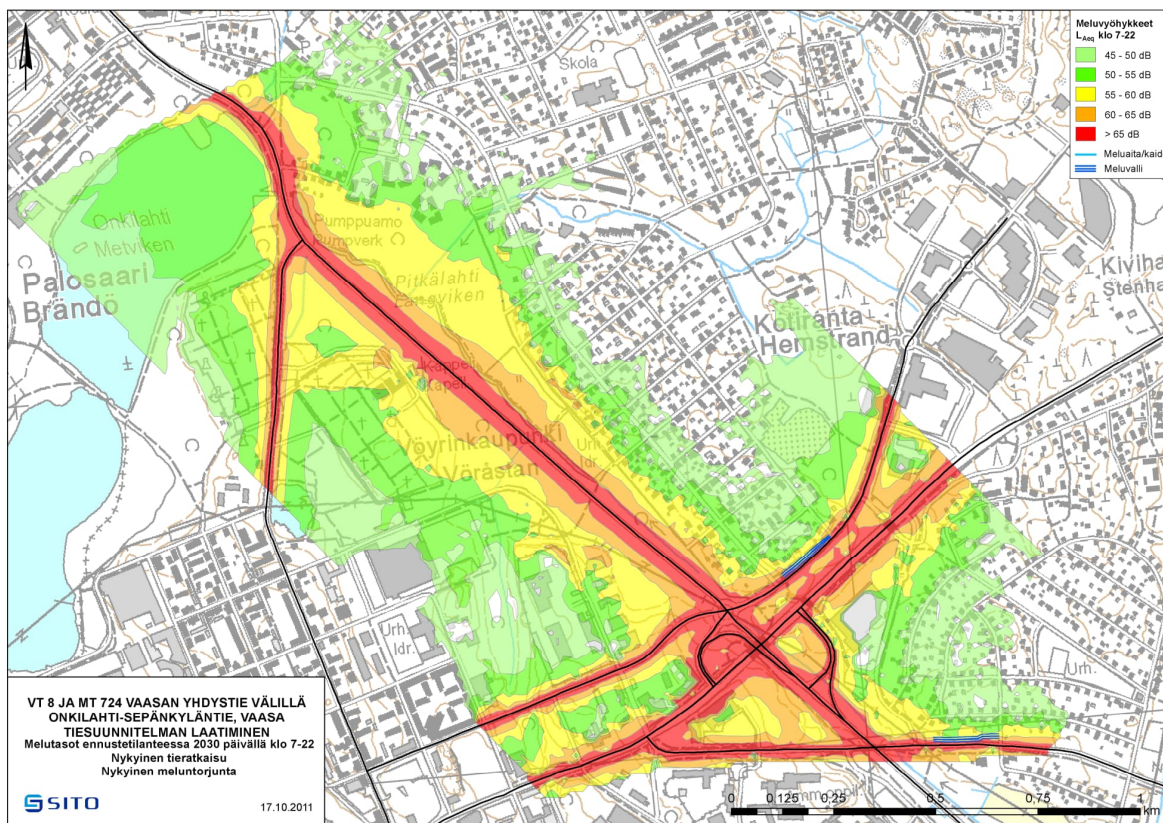 Meluvyöhykkeet
LAeq klo 7-22
45 - 50 dB
50 - 55 dB
55 - 60 dB
60 - 65 dB
> 65 dB
Meluaita/kaid
Meluvalli
Skola
Onkilahti
Metviken
Palosaari
Brändö
Pumppuamo
Pumpverk
Pitkälahti
Långviken
Kappeli
Kapell
Kotiranta
Hemstrand
Kiviha
Stenha
Vöyrinkaupunki
Vöråstan
Urh.
Idr.
Urh.
Idr.
Urh.
VT 8 JA MT 724 VAASAN YHDYSTIE VÄLILLÄ
ONKILAHTI-SEPÄNKYLÄNTIE, VAASA
TIESUUNNITELMAN LAATIMINEN
Melutasot ennustetilanteessa 2030 päivällä klo 7-22
Nykyinen tieratkaisu
Nykyinen meluntorjunta
SITO
17.10.2011
0 0,125 0,25 0,5 0,75 1
km